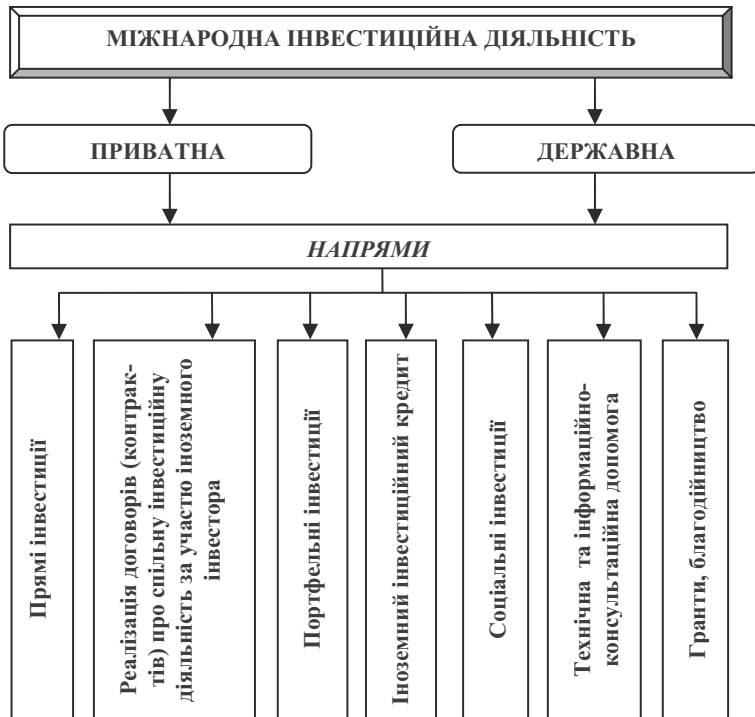 МІЖНАРОДНА ІНВЕСТИЦІЙНА ДІЯЛЬНІСТЬ
ПРИВАТНА
ДЕРЖАВНА
НАПРЯМИ
Прямі інвестиції
Реалізація договорів (контрак-
тів) про спільну інвестиційну
діяльність за участю іноземного
інвестора
Портфельні інвестиції
Іноземний інвестиційний кредит
Соціальні інвестиції
Технічна та інформаційно-
консультаційна допомога
Гранти, благодійництво